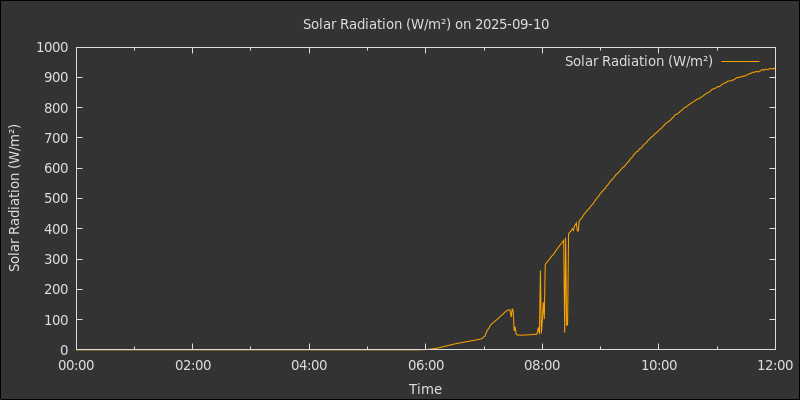 Solar Radiation (W/m²) on 2025-09-10
Solar Radiation (W/m²)
Solar Radiation (W/m²)
1000
900
800
700
600
500
400
300
200
100
0
00:00 02:00 04:00 06:00 08:00 10:00 12:00
Time